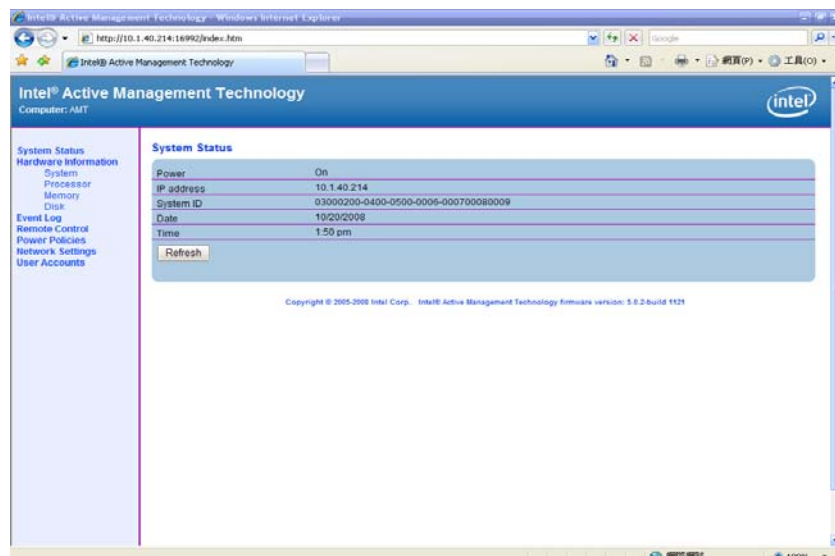 Intel® Active Management Technology - Windows Internet Explorer
http://10.1.40.214:16992/index.htm
Google
Intel® Active Management Technology
網頁(P)
工具(O)
Intel® Active Management Technology
Computer: AMT
intel
System Status
Hardware Information
System
Processor
Memory
Disk
Event Log
Remote Control
Power Policies
Network Settings
User Accounts
System Status
Power On
IP address 10.1.40.214
System ID 03000200-0400-0500-0006-000700080009
Date 10/20/2008
Time 1:50 pm
Refresh
Copyright © 2005-2008 Intel Corp. Intel® Active Management Technology firmware version: 5.0.2-build 1121